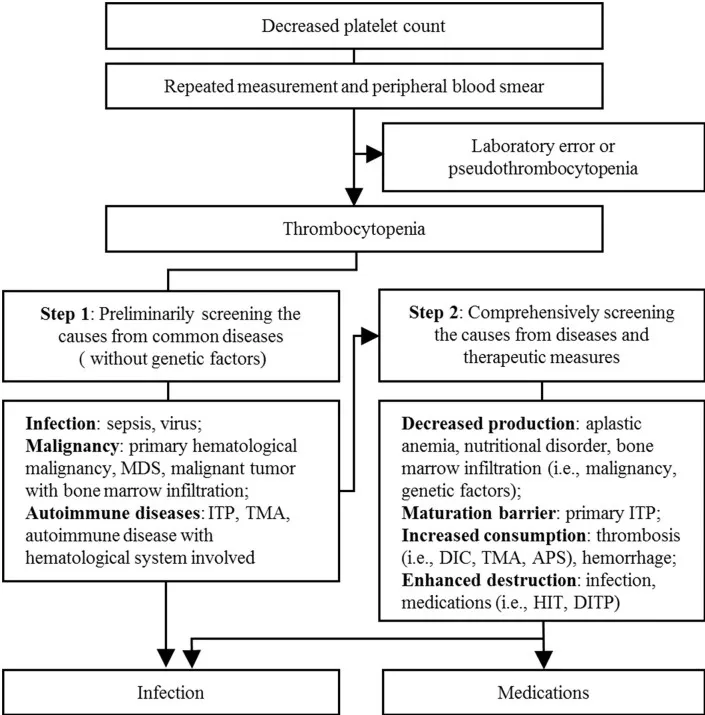 Decreased platelet count
Repeated measurement and peripheral blood smear
Laboratory error or
pseudothrombocytopenia
Thrombocytopenia
Step 1: Preliminarily screening the
causes from common diseases
( without genetic factors)
Infection: sepsis, virus;
Malignancy: primary hematological
malignancy, MDS, malignant tumor
with bone marrow infiltration;
Autoimmune diseases: ITP, TMA,
autoimmune disease with
hematological system involved
Step 2: Comprehensively screening
the causes from diseases and
therapeutic measures
Decreased production: aplastic
anemia, nutritional disorder, bone
marrow infiltration (i.e., malignancy,
genetic factors);
Maturation barrier: primary ITP;
Increased consumption: thrombosis
(i.e., DIC, TMA, APS), hemorrhage;
Enhanced destruction: infection,
medications (i.e., HIT, DITP)
Infection
Medications